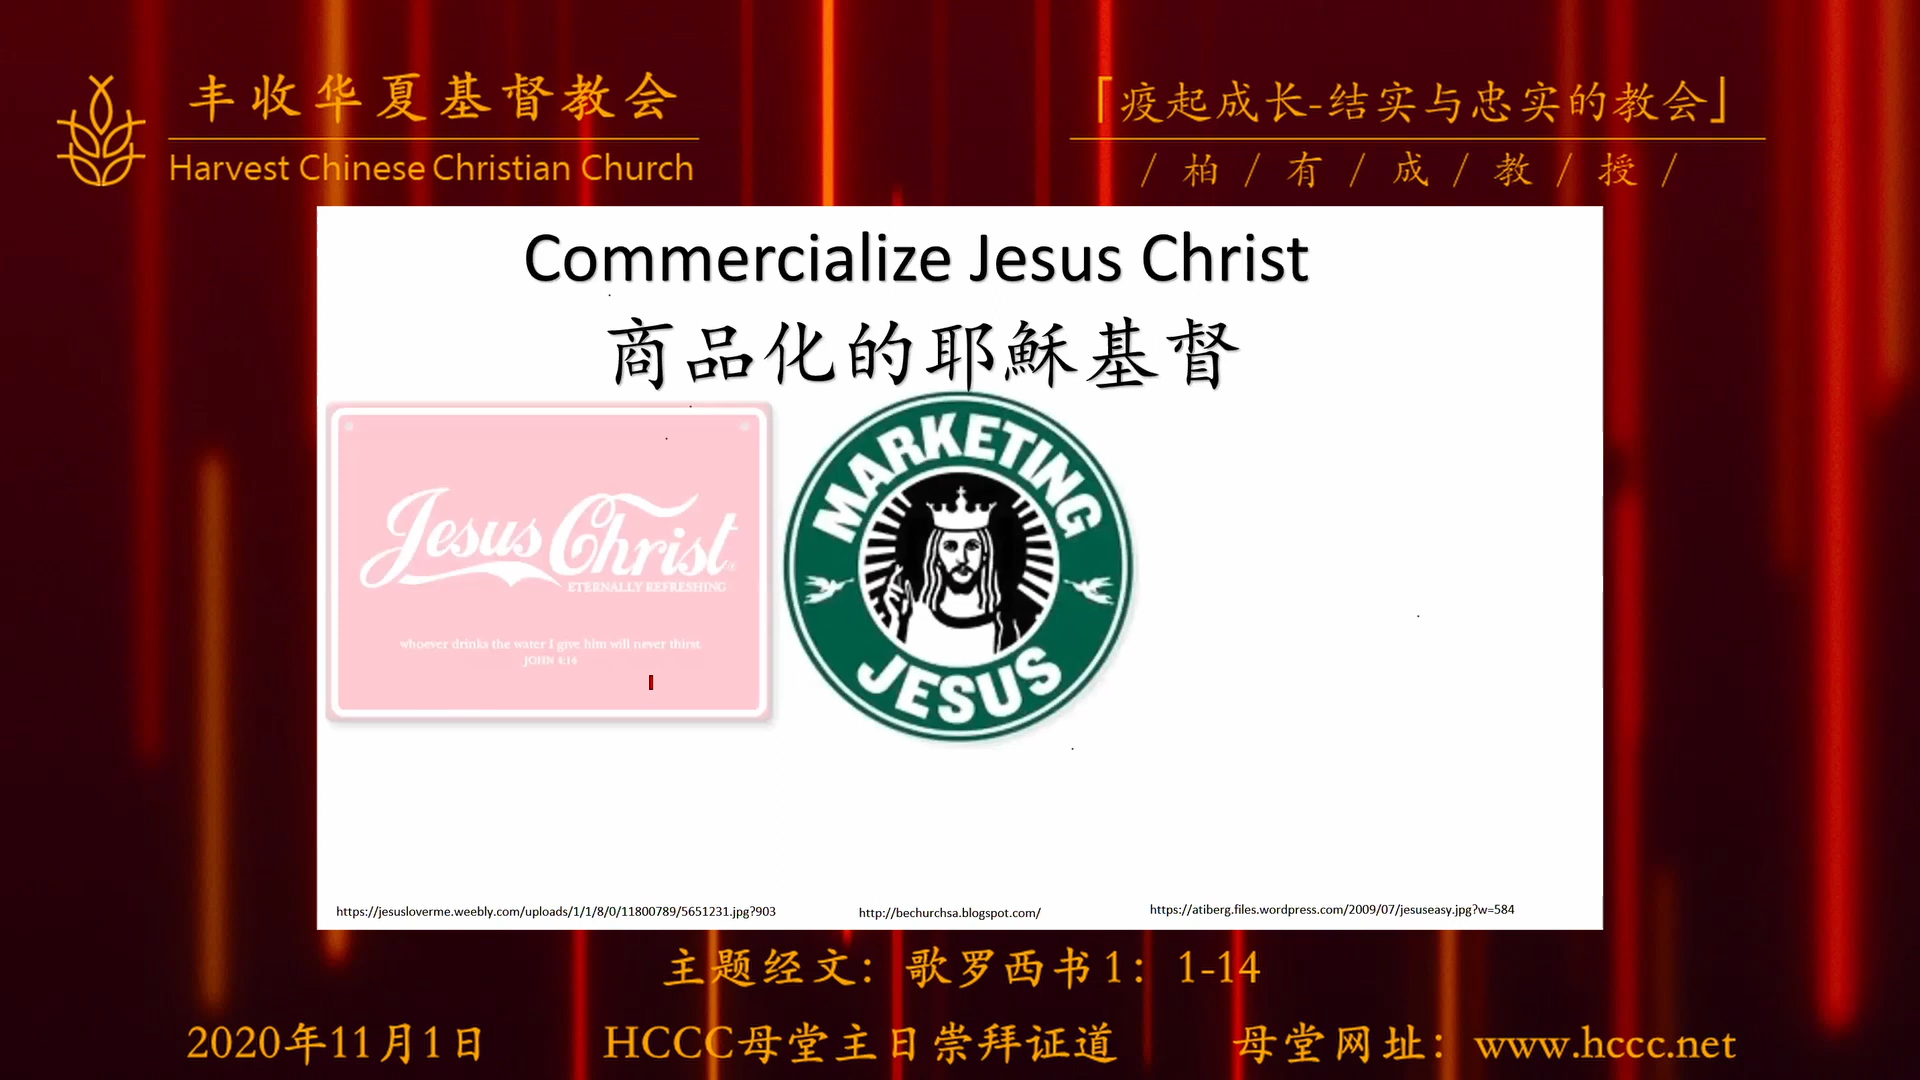 丰收华夏基督教会
Harvest Chinese Christian Church
「疫起成长-结实与忠实的教会」
/ 柏 / 有 / 成 / 教 / 授 /
Commercialize Jesus Christ
商品化的耶穌基督
Jesus Christ
ETERNALLY REFRESHING
whoever drinks the water I give him will never thirst
JOHN 4:14
MARKETING
JESUS
https://jesusloverme.weebly.com/uploads/1/1/8/0/11800789/5651231.jpg?903
http://bechurchsa.blogspot.com/
https://atiberg.files.wordpress.com/2009/07/jesuseasy.jpg?w=584
主题经文：歌罗西书1：1-14
2020年11月1日
HCCC母堂主日崇拜证道
母堂网址：www.hccc.net